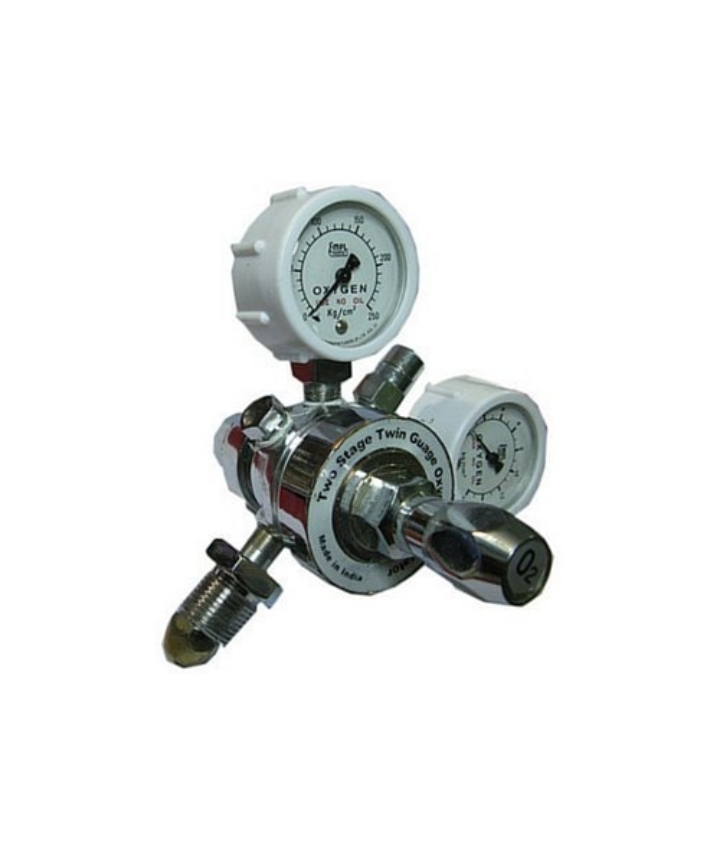 100 150
200
EMPL
OXYGEN
USE NO OIL
0 Kg/cm² 250
Two Stage Twin Guage Oxy
Made in India
OXYGEN
O2